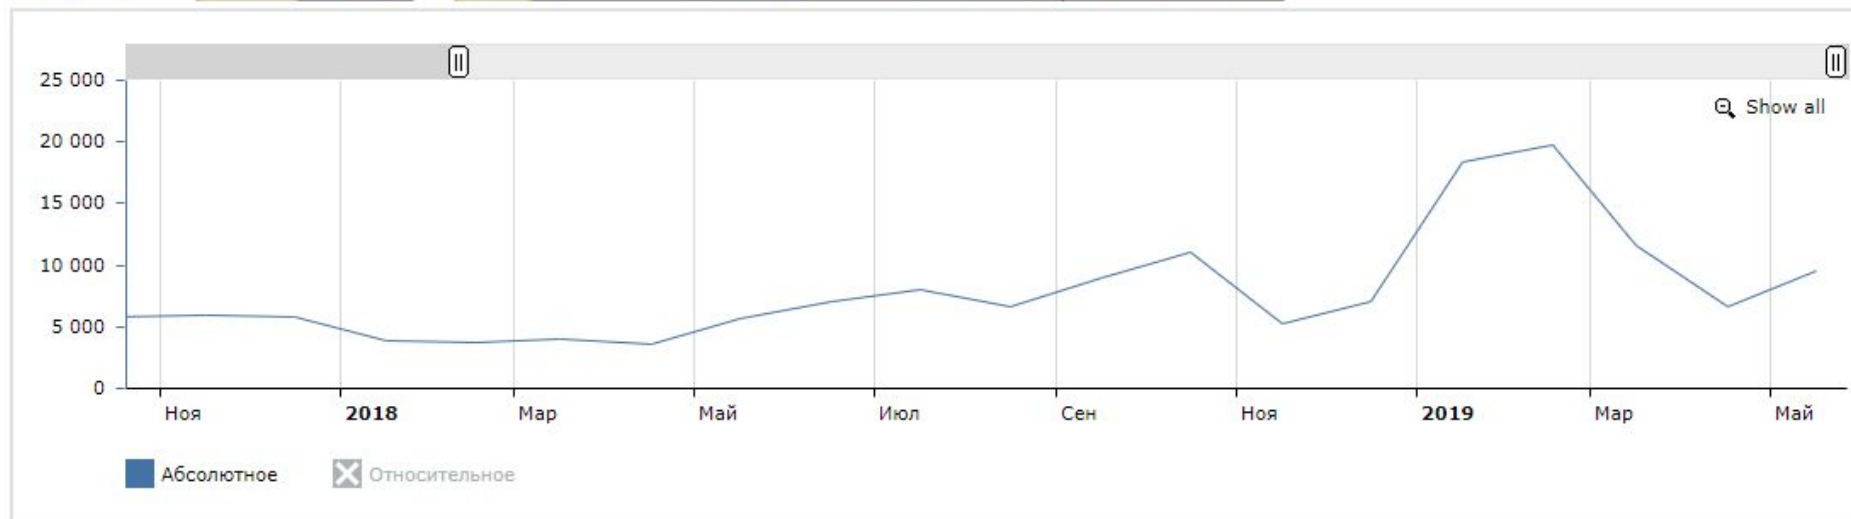 25 000
Show all
20 000
15 000
10 000
5 000
0
Ноя 2018 Мар Май Июл Сен Ноя 2019 Мар Май
Абсолютное Относительное